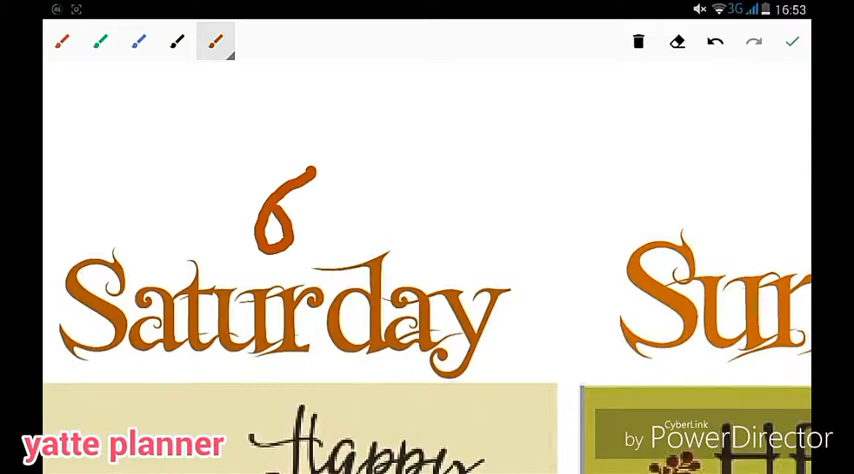 3G 16:53
6
Saturday Sun
Happy H
yatte planner
CyberLink
by PowerDirector